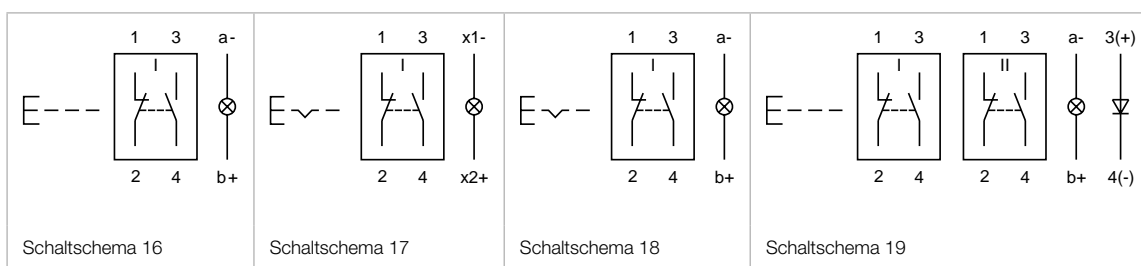 1 3 a- 1 3 x1- 1 3 a- 1 3 1 3 a- 3(+)
I I I I II
2 4 b+ 2 4 x2+ 2 4 b+ 2 4 2 4 b+ 4(-)
Schaltschema 16 Schaltschema 17 Schaltschema 18 Schaltschema 19